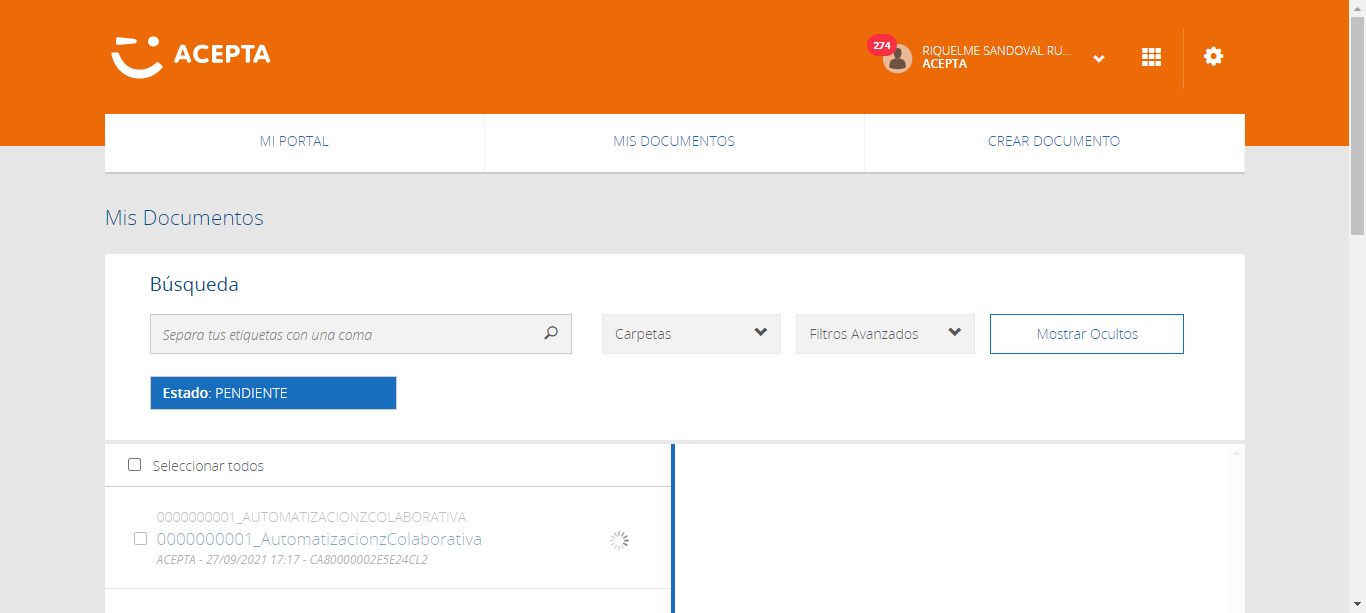 ACEPTA
274
RIQUELME SANDOVAL RU...
ACEPTA
MI PORTAL
MIS DOCUMENTOS
CREAR DOCUMENTO
Mis Documentos
Búsqueda
Separa tus etiquetas con una coma
Carpetas
Filtros Avanzados
Mostrar Ocultos
Estado: PENDIENTE
Seleccionar todos
0000000001_AUTOMATIZACIONZCOLABORATIVA
0000000001_AutomatizacionzColaborativa
ACEPTA - 27/09/2021 17:17 - CA80000002E5E24CL2